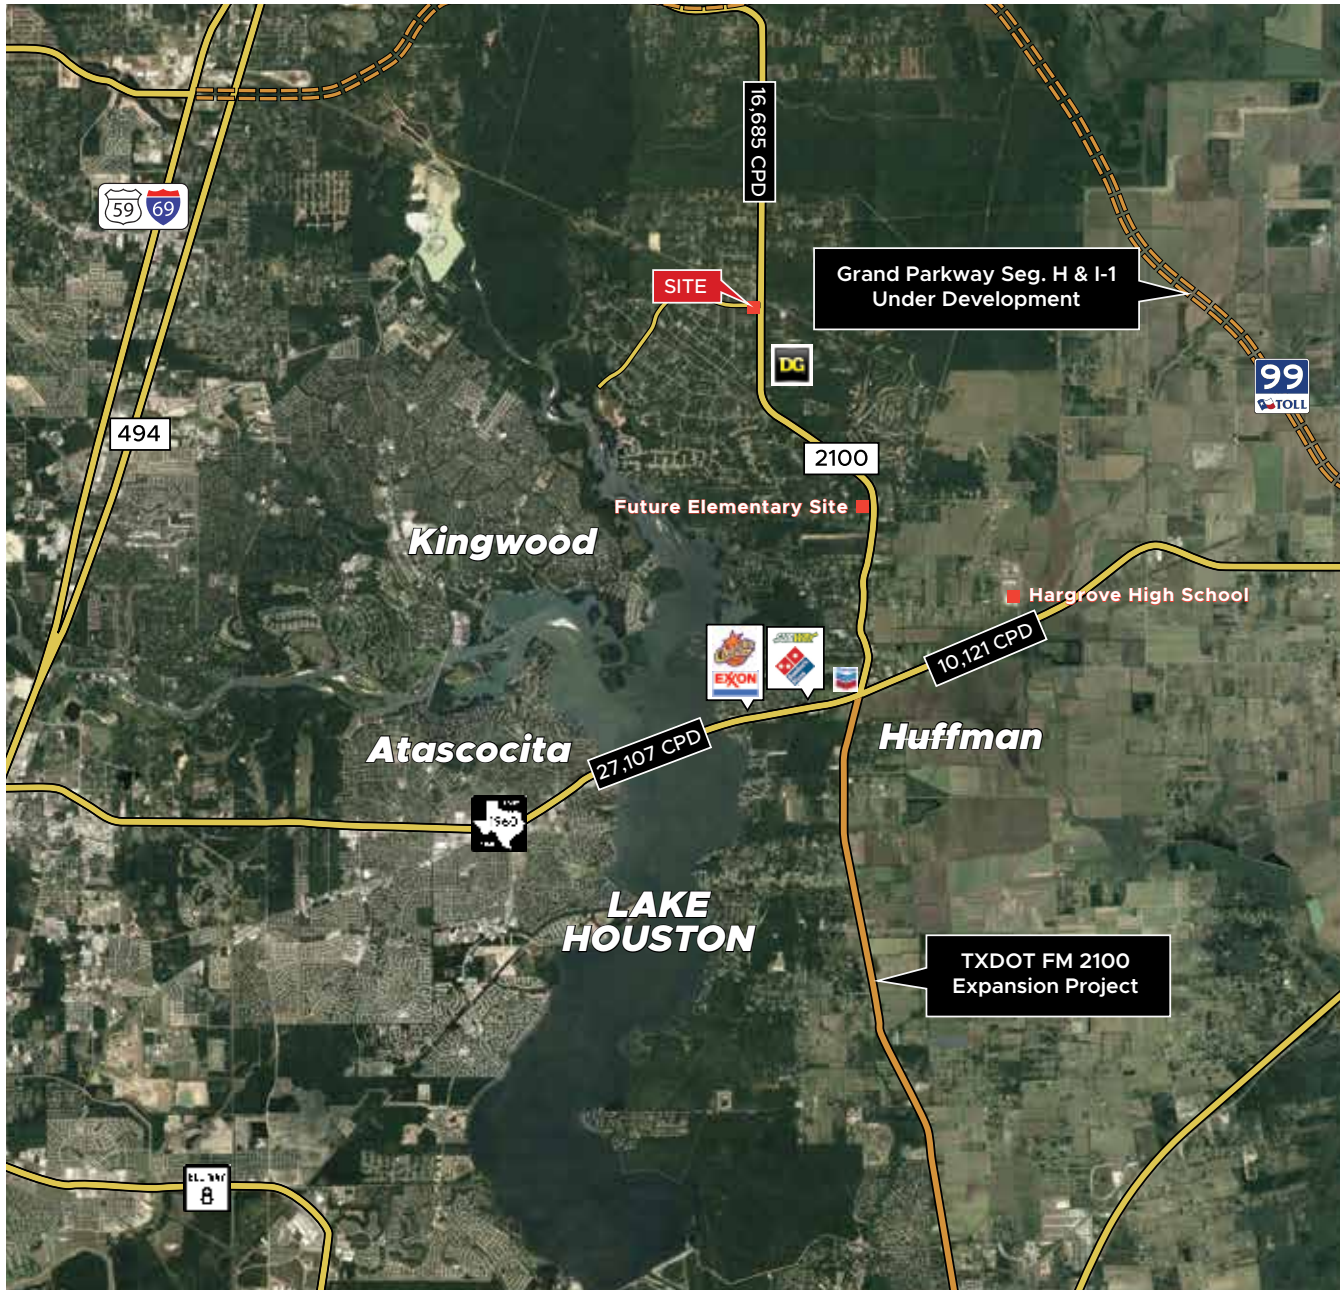 16,685 CPD
59
69
SITE
Grand Parkway Seg. H & I-1
Under Development
DG
99
TOLL
494
2100
Future Elementary Site
Kingwood
Hargrove High School
SUBWAY
EXXON
10,121 CPD
Huffman
Atascocita
27,107 CPD
1960
LAKE
HOUSTON
TXDOT FM 2100
Expansion Project
8